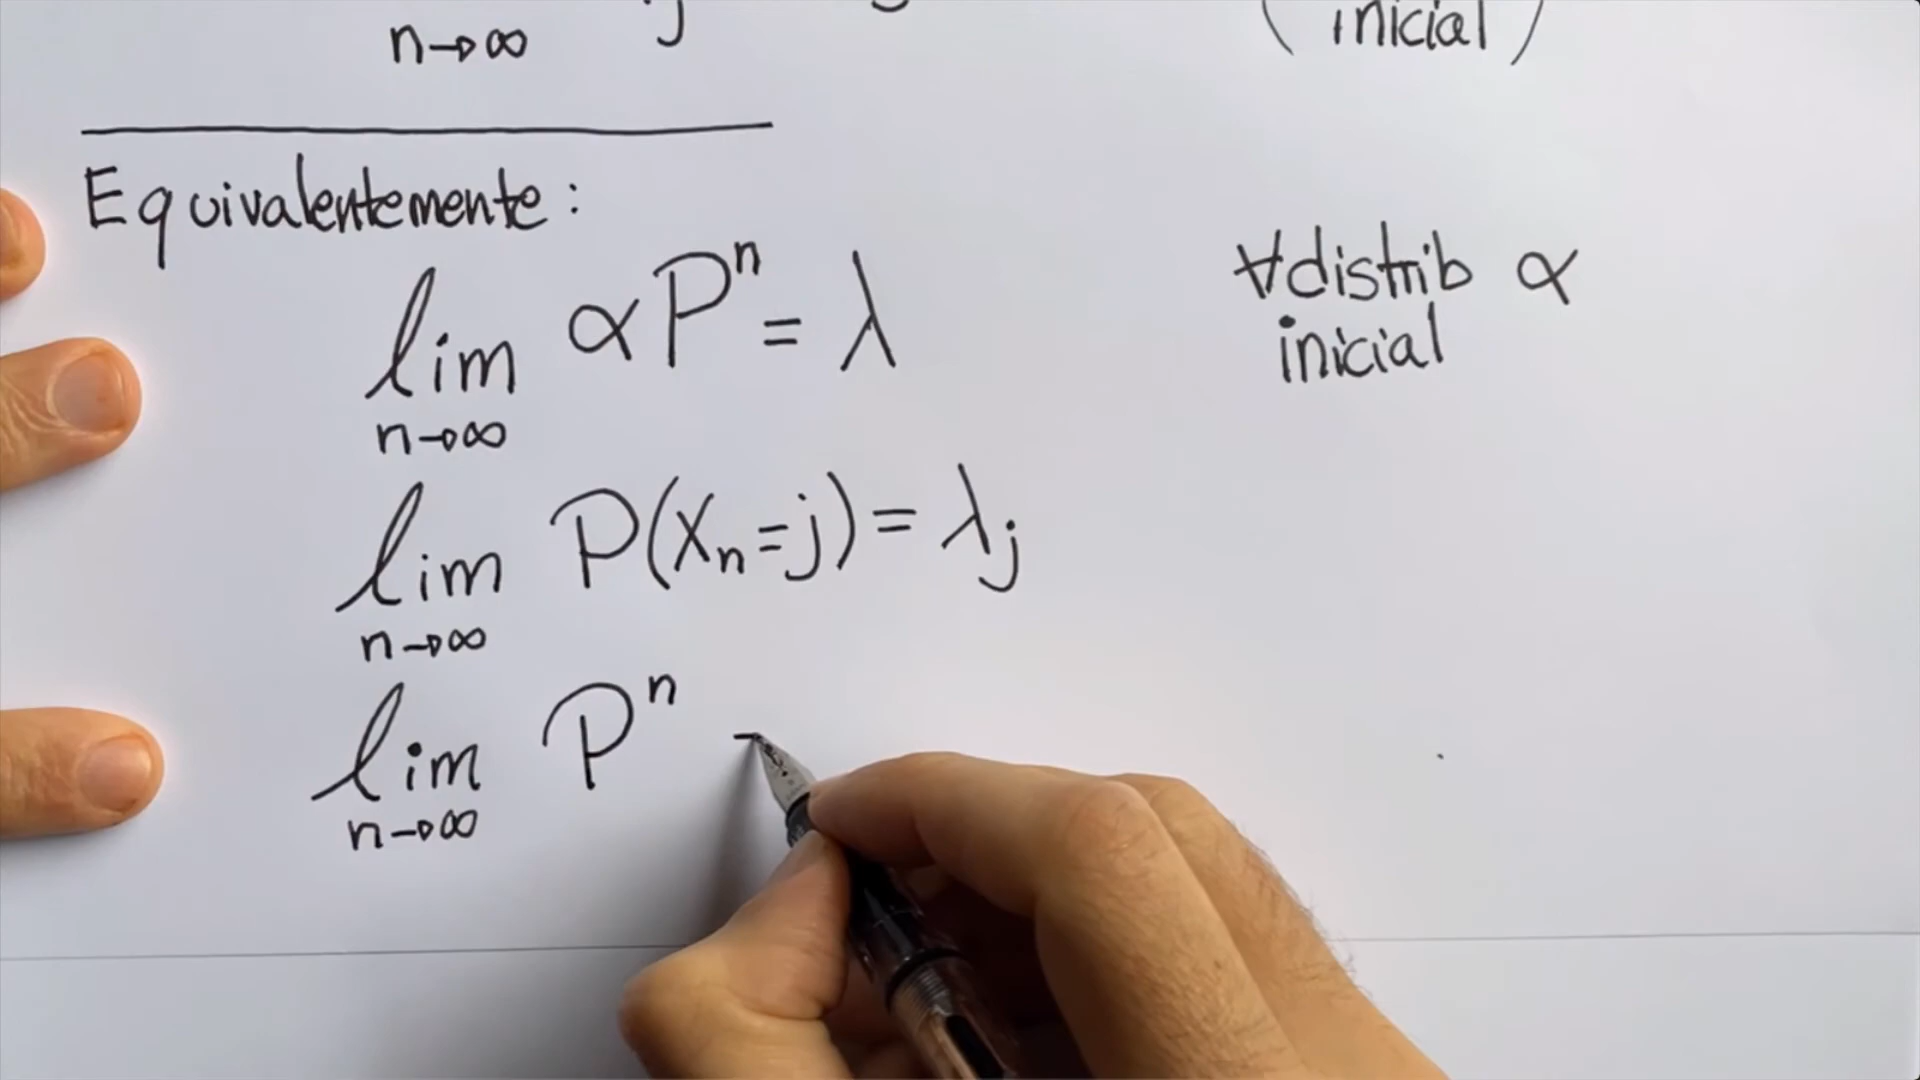 n→∞ j (inicial)
Equivalentemente:
lim αPⁿ = λ ∀distrib α
n→∞ inicial
lim P(Xₙ=j) = λⱼ
n→∞
lim Pⁿ -
n→∞